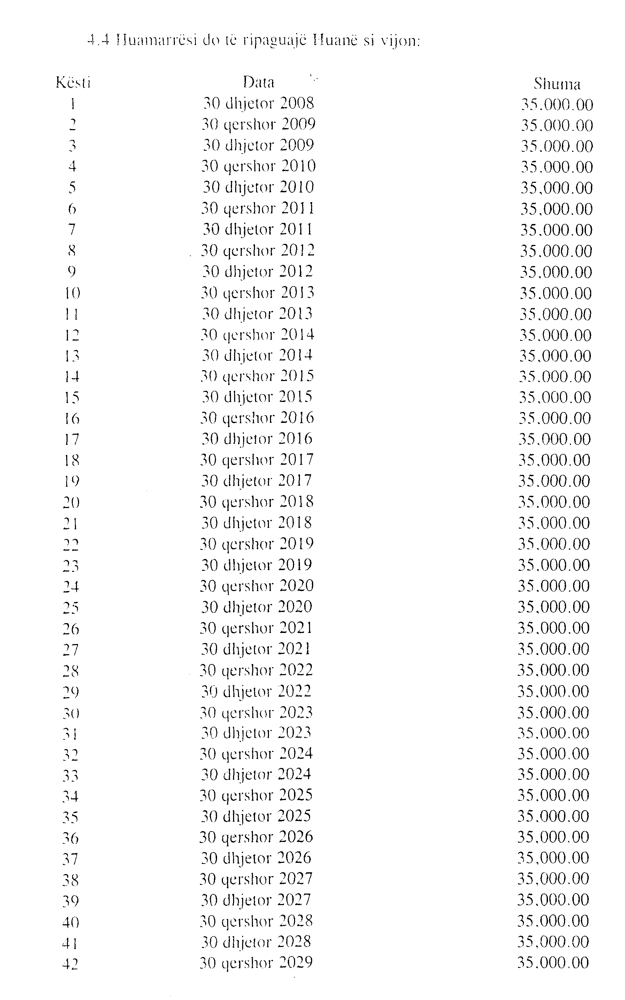 4.4 Huamarrësi do të ripaguajë Huanë si vijon:
Kësti Data Shuma
1 30 dhjetor 2008 35.000.00
2 30 qershor 2009 35.000.00
3 30 dhjetor 2009 35.000.00
4 30 qershor 2010 35.000.00
5 30 dhjetor 2010 35,000.00
6 30 qershor 2011 35,000.00
7 30 dhjetor 2011 35.000.00
8 30 qershor 2012 35.000.00
9 30 dhjetor 2012 35.000.00
10 30 qershor 2013 35.000.00
11 30 dhjetor 2013 35,000.00
12 30 qershor 2014 35.000.00
13 30 dhjetor 2014 35.000.00
14 30 qershor 2015 35.000.00
15 30 dhjetor 2015 35,000.00
16 30 qershor 2016 35.000.00
17 30 dhjetor 2016 35.000.00
18 30 qershor 2017 35.000.00
19 30 dhjetor 2017 35.000.00
20 30 qershor 2018 35.000.00
21 30 dhjetor 2018 35.000.00
22 30 qershor 2019 35.000.00
23 30 dhjetor 2019 35.000.00
24 30 qershor 2020 35.000.00
25 30 dhjetor 2020 35,000.00
26 30 qershor 2021 35.000.00
27 30 dhjetor 2021 35.000.00
28 30 qershor 2022 35.000.00
29 30 dhjetor 2022 35.000.00
30 30 qershor 2023 35.000.00
31 30 dhjetor 2023 35.000.00
32 30 qershor 2024 35.000.00
33 30 dhjetor 2024 35.000.00
34 30 qershor 2025 35.000.00
35 30 dhjetor 2025 35.000.00
36 30 qershor 2026 35,000.00
37 30 dhjetor 2026 35,000.00
38 30 qershor 2027 35,000.00
39 30 dhjetor 2027 35.000.00
40 30 qershor 2028 35.000.00
41 30 dhjetor 2028 35,000.00
42 30 qershor 2029 35.000.00